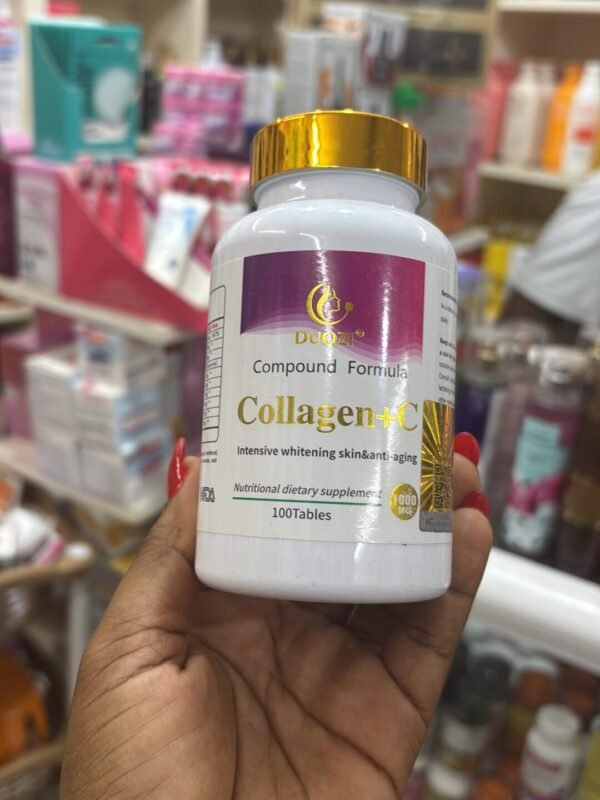 DUOZI
Compound Formula
Collagen+C
Intensive whitening skin&anti-aging
Nutritional dietary supplement
1000
MG
100Tables